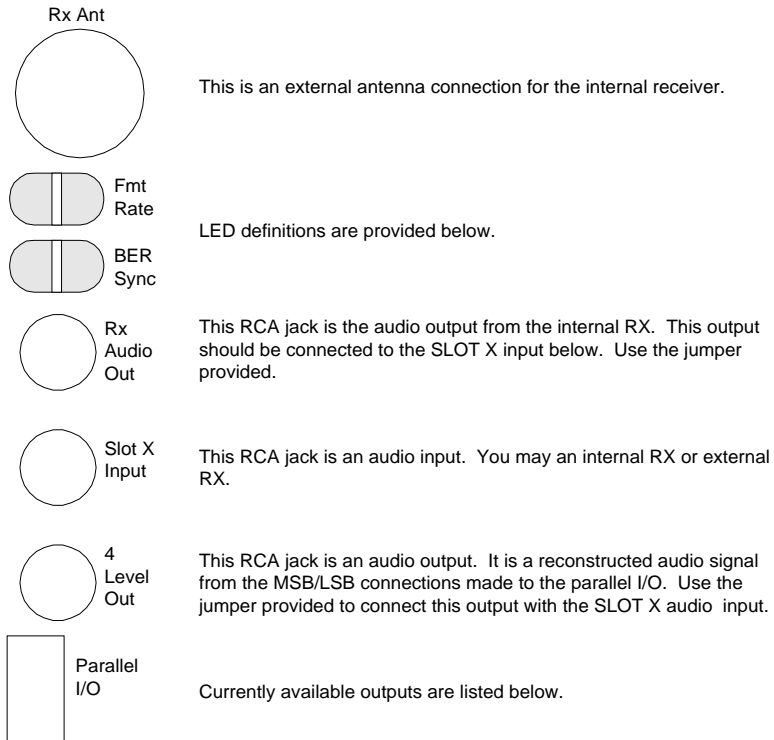 Rx Ant
This is an external antenna connection for the internal receiver.
Fmt
Rate
LED definitions are provided below.
BER
Sync
Rx
Audio
Out
This RCA jack is the audio output from the internal RX.  This output
should be connected to the SLOT X input below.  Use the jumper
provided.
Slot X
Input
This RCA jack is an audio input.  You may an internal RX or external
RX.
4
Level
Out
This RCA jack is an audio output.  It is a reconstructed audio signal
from the MSB/LSB connections made to the parallel I/O.  Use the
jumper provided to connect this output with the SLOT X audio  input.
Parallel
I/O
Currently available outputs are listed below.